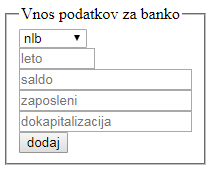 Vnos podatkov za banko
nlb
leto
saldo
zaposleni
dokapitalizacija
dodaj